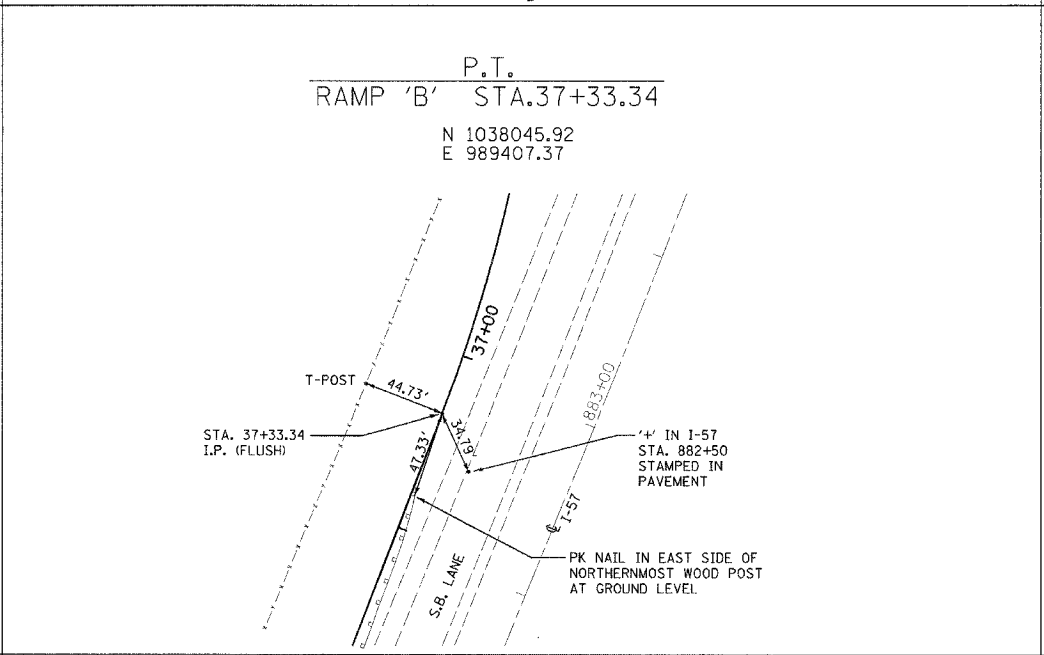 P.T.
RAMP 'B' STA.37+33.34
N 1038045.92
E 989407.37
37+00
883+00
T-POST
44.73'
STA. 37+33.34
I.P. (FLUSH)
34.79'
47.33'
'+' IN I-57
STA. 882+50
STAMPED IN
PAVEMENT
℄ I-57
PK NAIL IN EAST SIDE OF
NORTHERNMOST WOOD POST
AT GROUND LEVEL
S.B. LANE